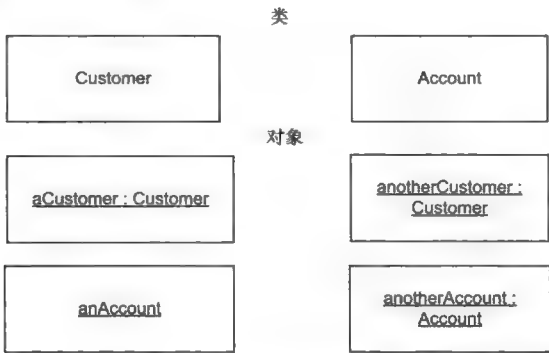 类
Customer
Account
对象
aCustomer : Customer
anotherCustomer :
Customer
anAccount
anotherAccount :
Account